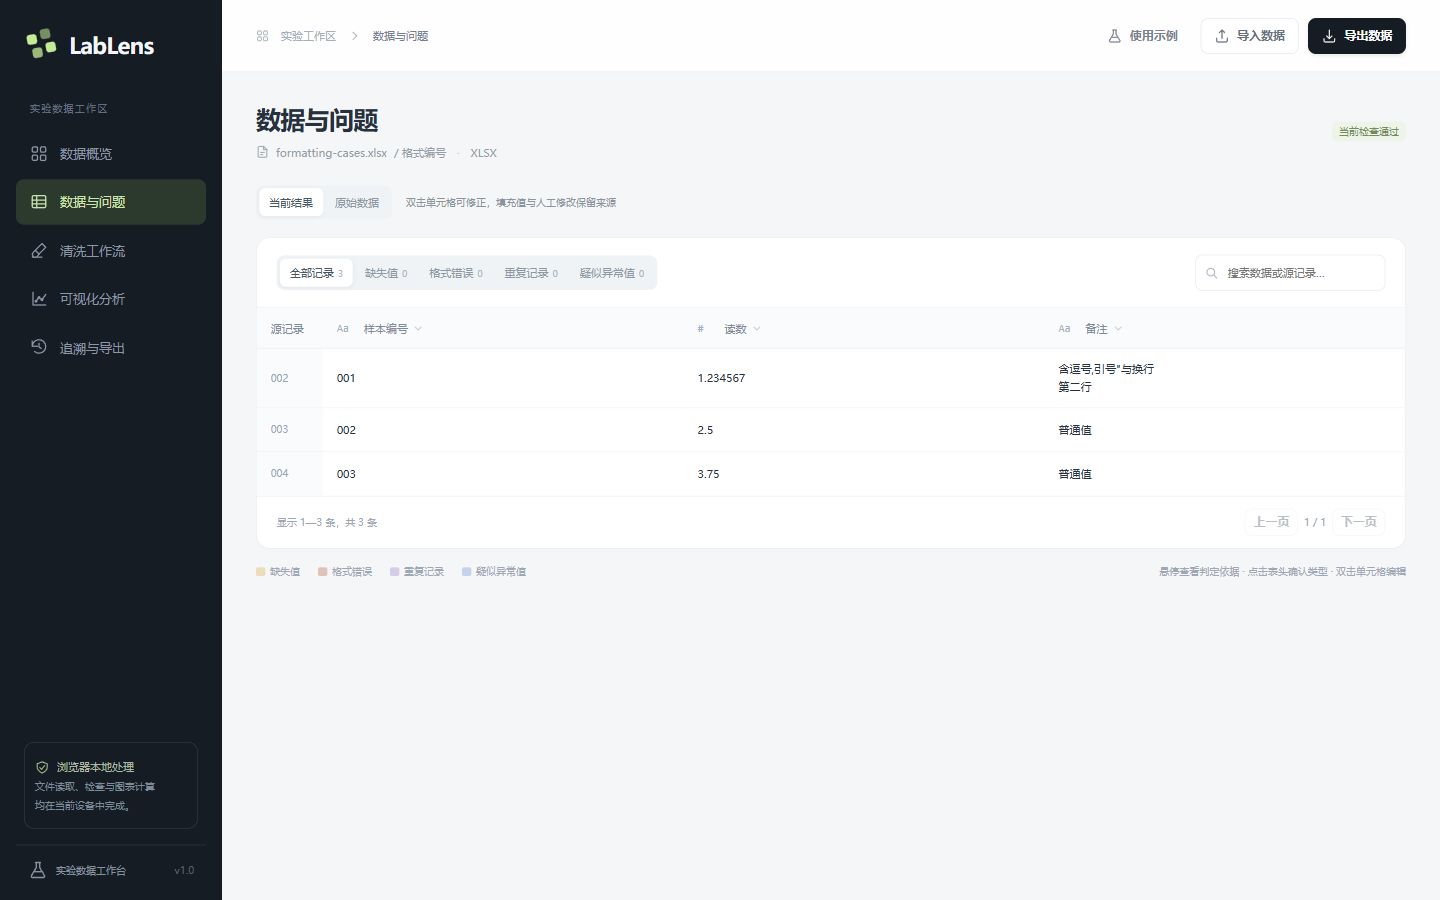 LabLens
实验数据工作区
数据概览
数据与问题
清洗工作流
可视化分析
追溯与导出
浏览器本地处理
文件读取、检查与图表计算
均在当前设备中完成。
实验数据工作台 v1.0
实验工作区 > 数据与问题
使用示例 导入数据 导出数据
数据与问题
当前检查通过
formatting-cases.xlsx / 格式编号 · XLSX
当前结果 原始数据 双击单元格可修正，填充值与人工修改保留来源
全部记录 3 缺失值 0 格式错误 0 重复记录 0 疑似异常值 0 搜索数据或源记录...
源记录 Aa 样本编号 # 读数 Aa 备注
002 001 1.234567 含逗号,引号"与换行
第二行
003 002 2.5 普通值
004 003 3.75 普通值
显示 1—3 条，共 3 条 上一页 1 / 1 下一页
缺失值 格式错误 重复记录 疑似异常值 悬停查看判定依据 · 点击表头确认类型 · 双击单元格编辑